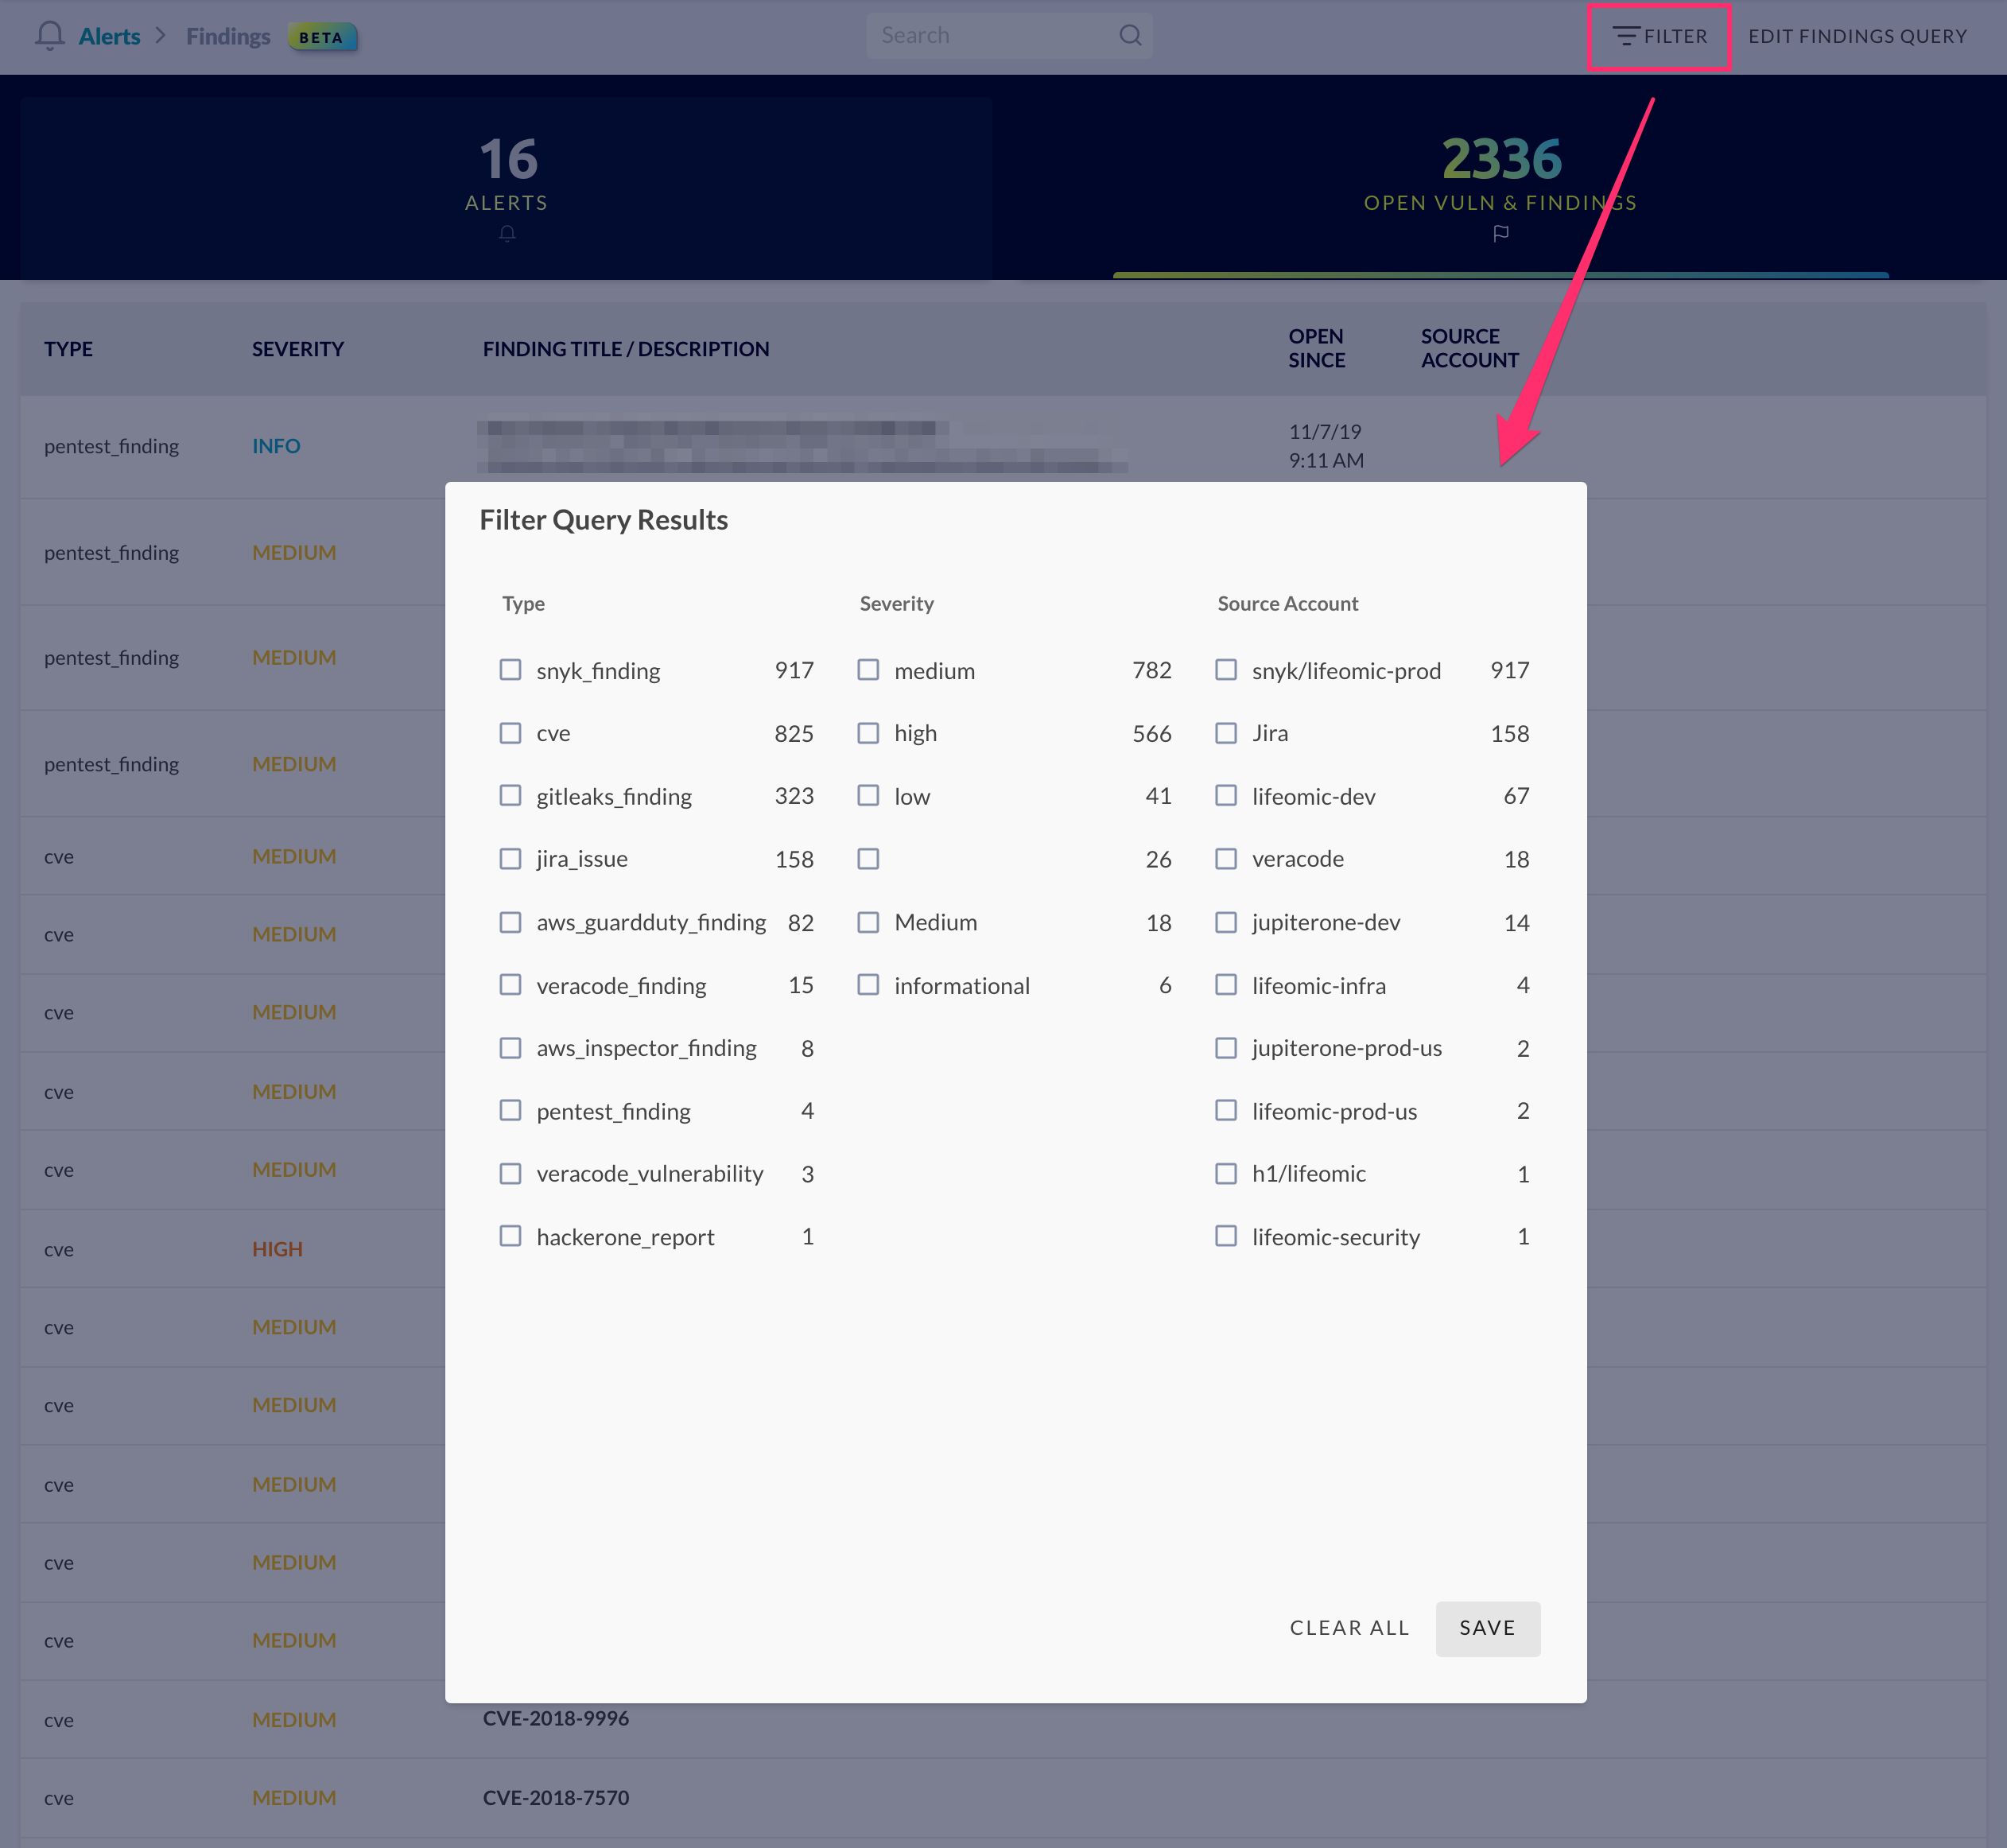 Alerts > Findings BETA
Search
FILTER
EDIT FINDINGS QUERY
16
ALERTS
2336
OPEN VULN & FINDINGS
TYPE SEVERITY FINDING TITLE / DESCRIPTION OPEN SINCE SOURCE ACCOUNT
pentest_finding INFO 11/7/19 9:11 AM
pentest_finding MEDIUM
pentest_finding MEDIUM
pentest_finding MEDIUM
cve MEDIUM
cve MEDIUM
cve MEDIUM
cve MEDIUM
cve MEDIUM
cve HIGH
cve MEDIUM
cve MEDIUM
cve MEDIUM
cve MEDIUM
cve MEDIUM
cve MEDIUM CVE-2018-9996
cve MEDIUM CVE-2018-7570
Filter Query Results
Type Severity Source Account
snyk_finding 917 medium 782 snyk/lifeomic-prod 917
cve 825 high 566 Jira 158
gitleaks_finding 323 low 41 lifeomic-dev 67
jira_issue 158 26 veracode 18
aws_guardduty_finding 82 Medium 18 jupiterone-dev 14
veracode_finding 15 informational 6 lifeomic-infra 4
aws_inspector_finding 8 jupiterone-prod-us 2
pentest_finding 4 lifeomic-prod-us 2
veracode_vulnerability 3 h1/lifeomic 1
hackerone_report 1 lifeomic-security 1
CLEAR ALL SAVE